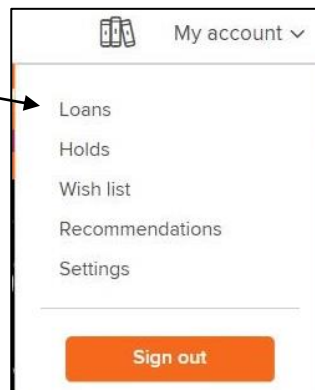 My account
Loans
Holds
Wish list
Recommendations
Settings
Sign out